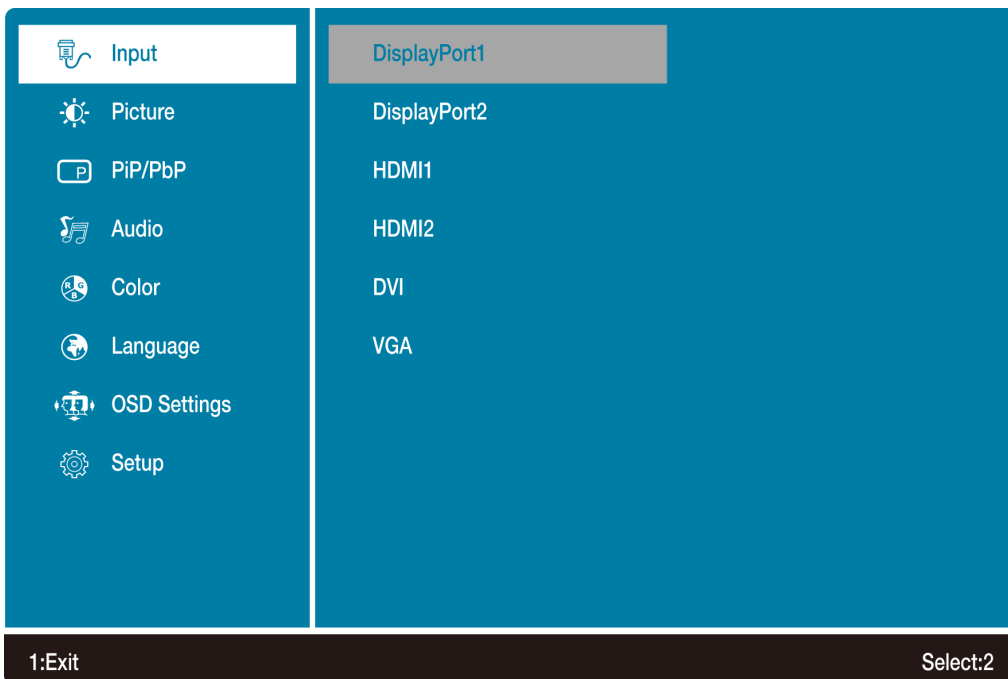 Input
Picture
P
PiP/PbP
Audio
R G
B
Color
Language
OSD Settings
Setup
DisplayPort1
DisplayPort2
HDMI1
HDMI2
DVI
VGA
1:Exit
Select:2